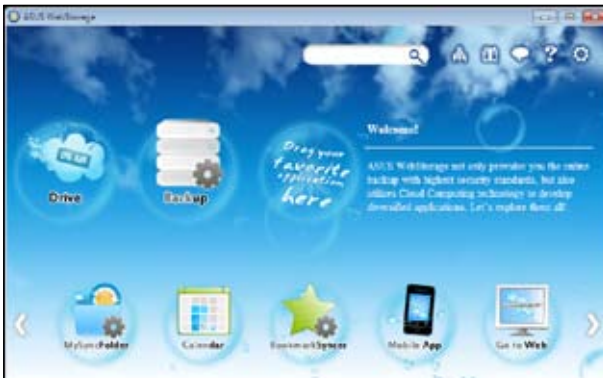 ASUS WebStorage
Drag your
favorite
application
here
Welcome!
ASUS WebStorage not only provides you the online
backup with highest security standards, but also
utilizes Cloud Computing technology to develop
diversified applications. Let's explore them all!
Drive
Backup
MySyncFolder
Calendar
BookmarkSyncer
Mobile App
Go to Web